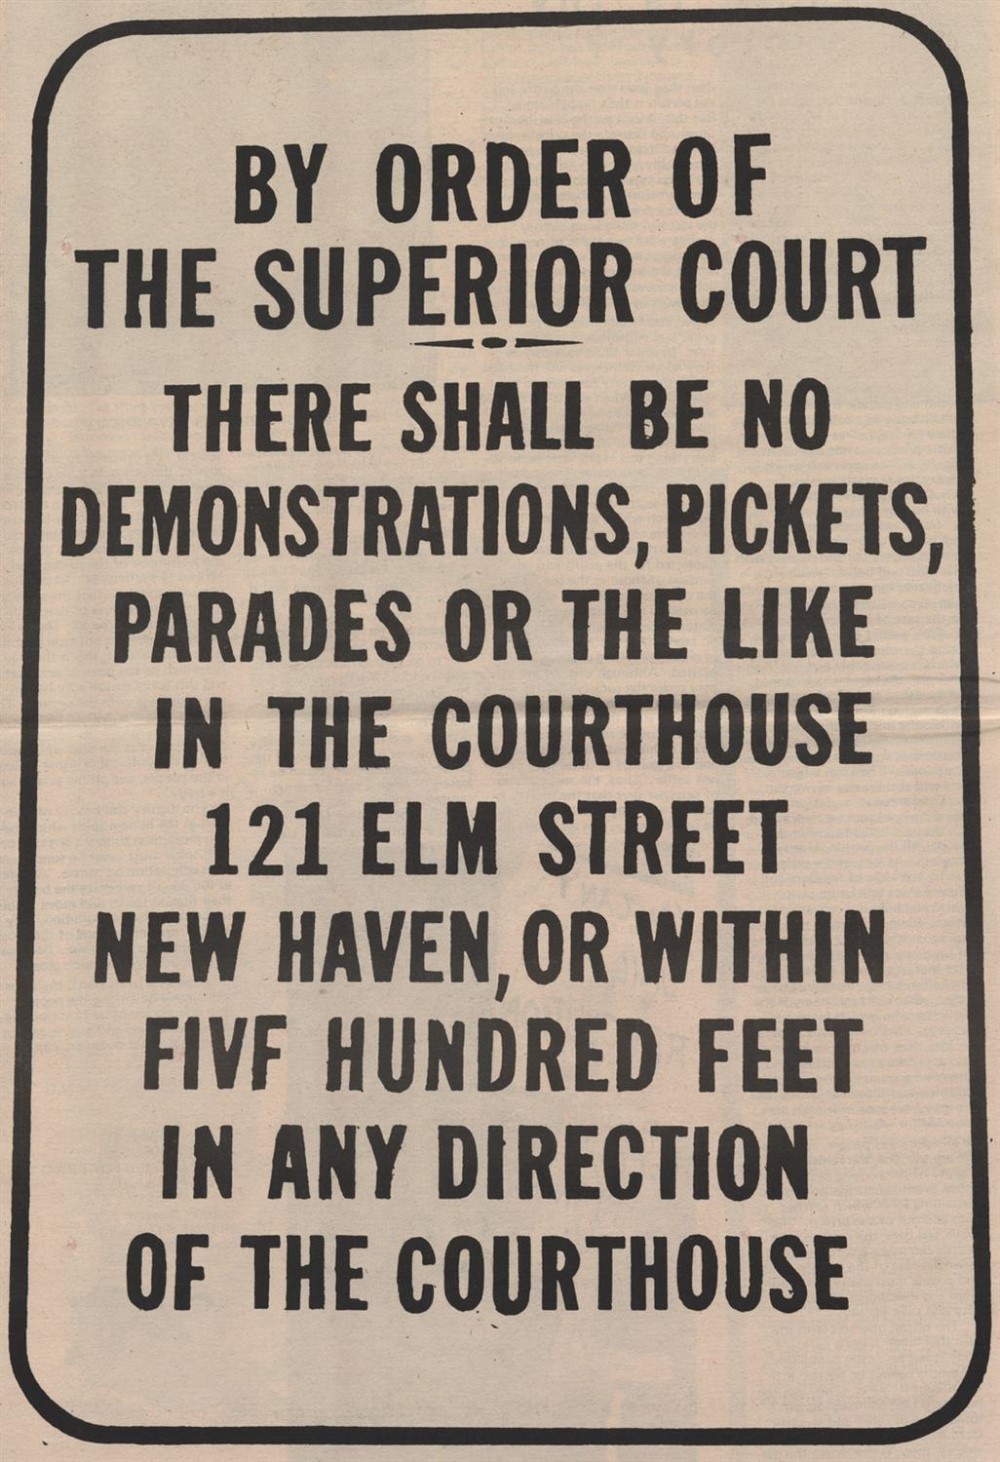 BY ORDER OF
THE SUPERIOR COURT
THERE SHALL BE NO
DEMONSTRATIONS, PICKETS,
PARADES OR THE LIKE
IN THE COURTHOUSE
121 ELM STREET
NEW HAVEN, OR WITHIN
FIVF HUNDRED FEET
IN ANY DIRECTION
OF THE COURTHOUSE